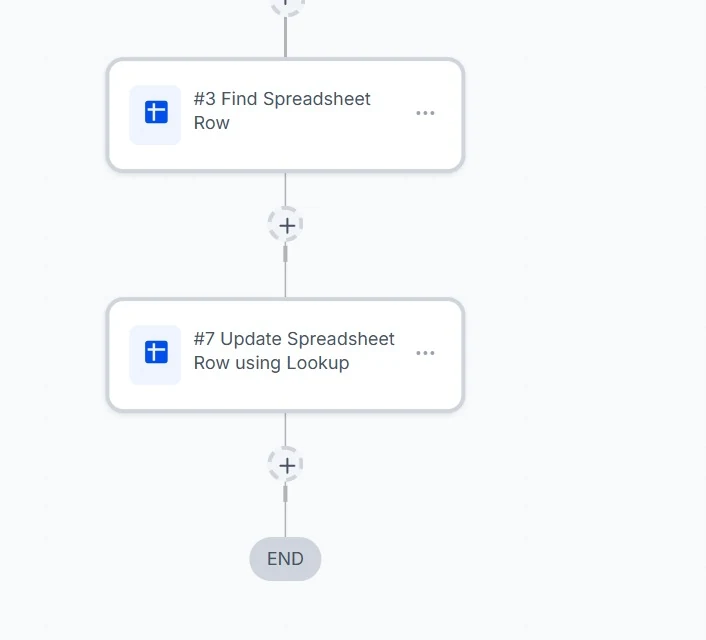 #3 Find Spreadsheet
Row
#7 Update Spreadsheet
Row using Lookup
END